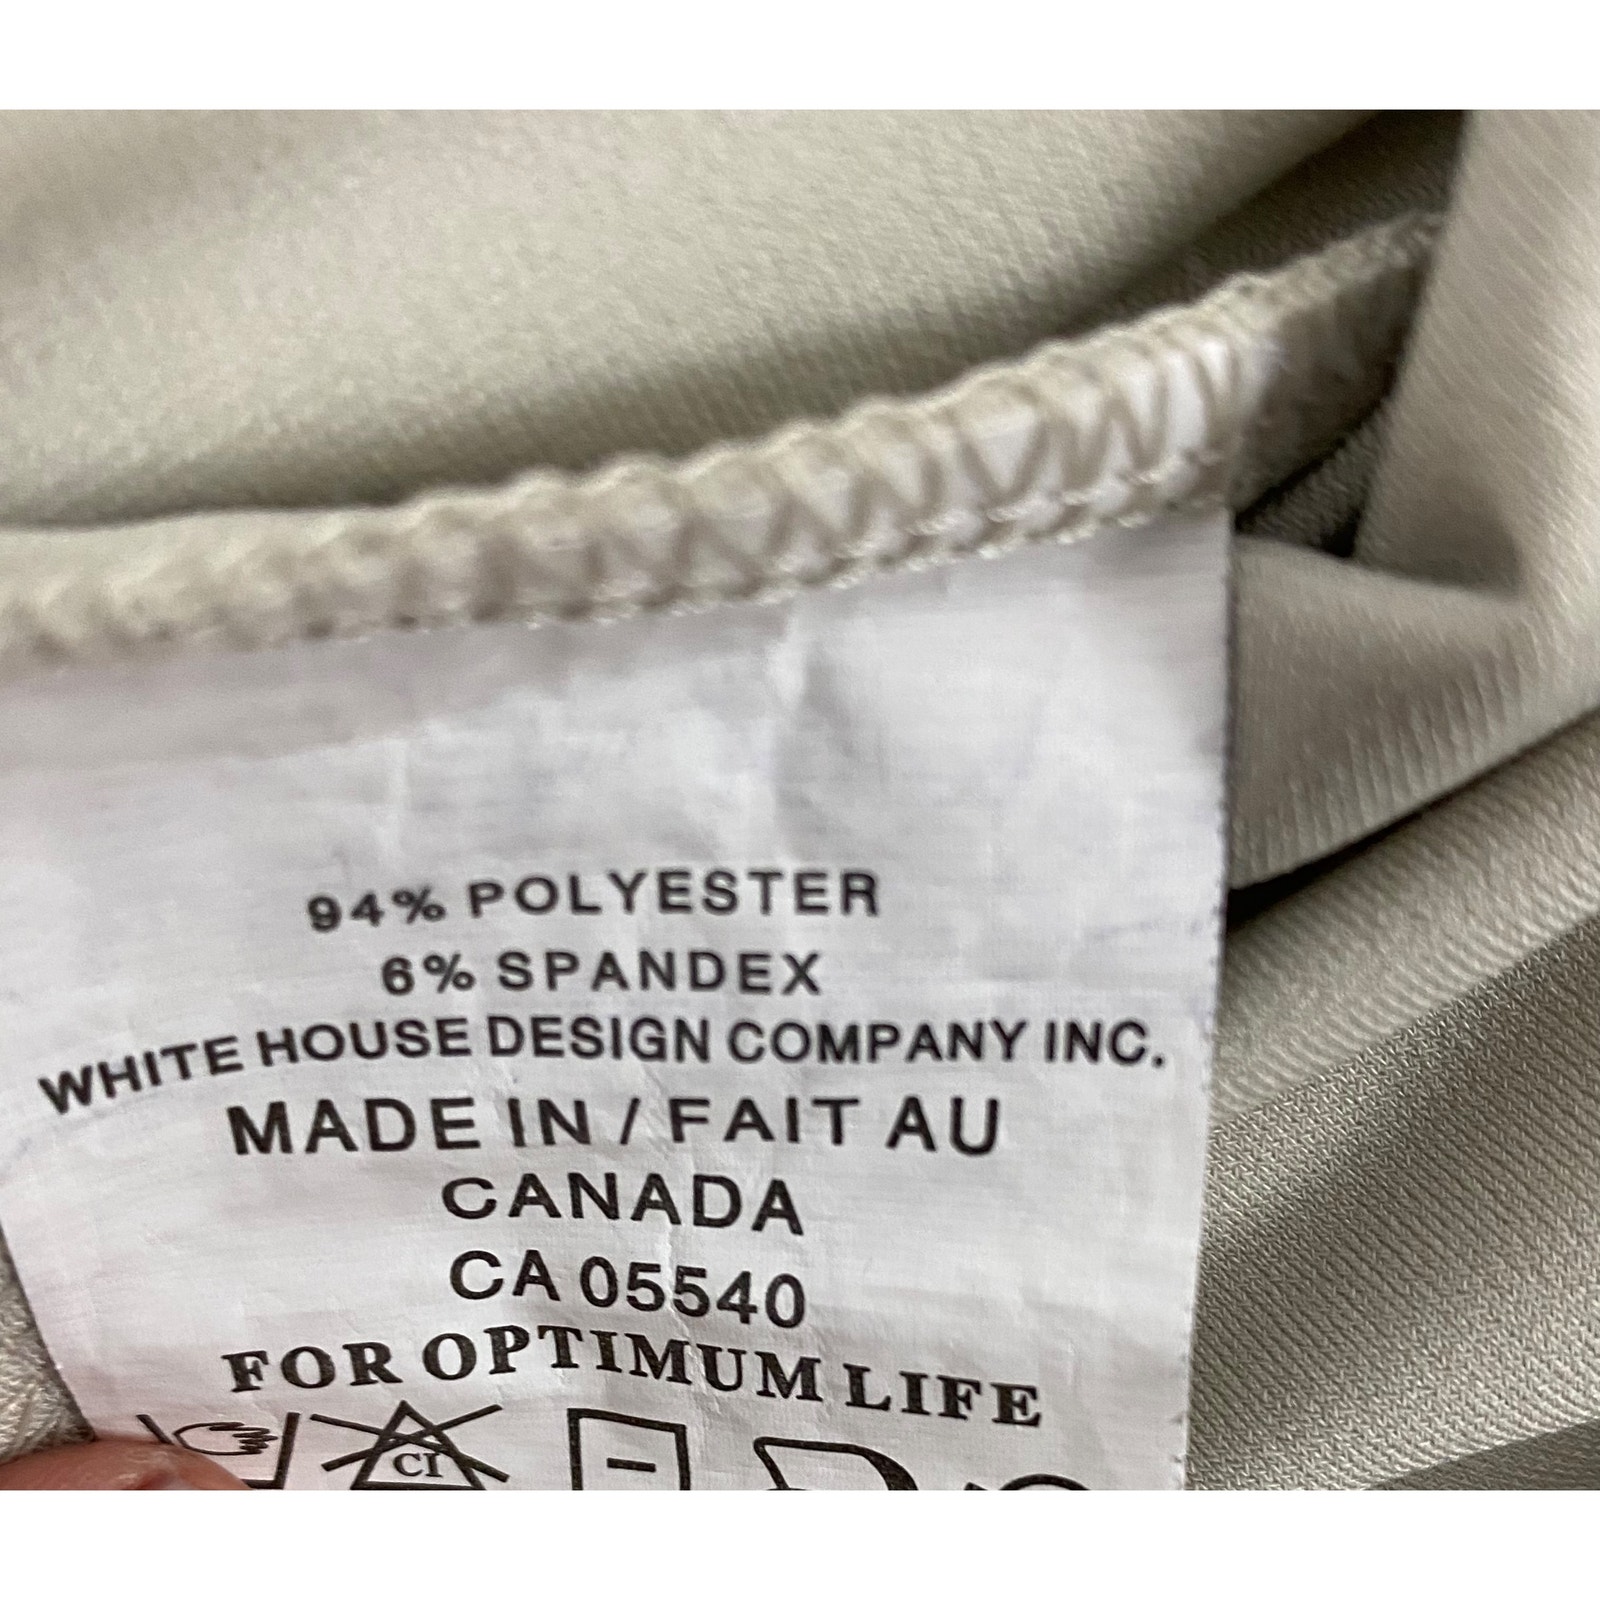 94% POLYESTER
6% SPANDEX
WHITE HOUSE DESIGN COMPANY INC.
MADE IN / FAIT AU
CANADA
CA 05540
FOR OPTIMUM LIFE
CI